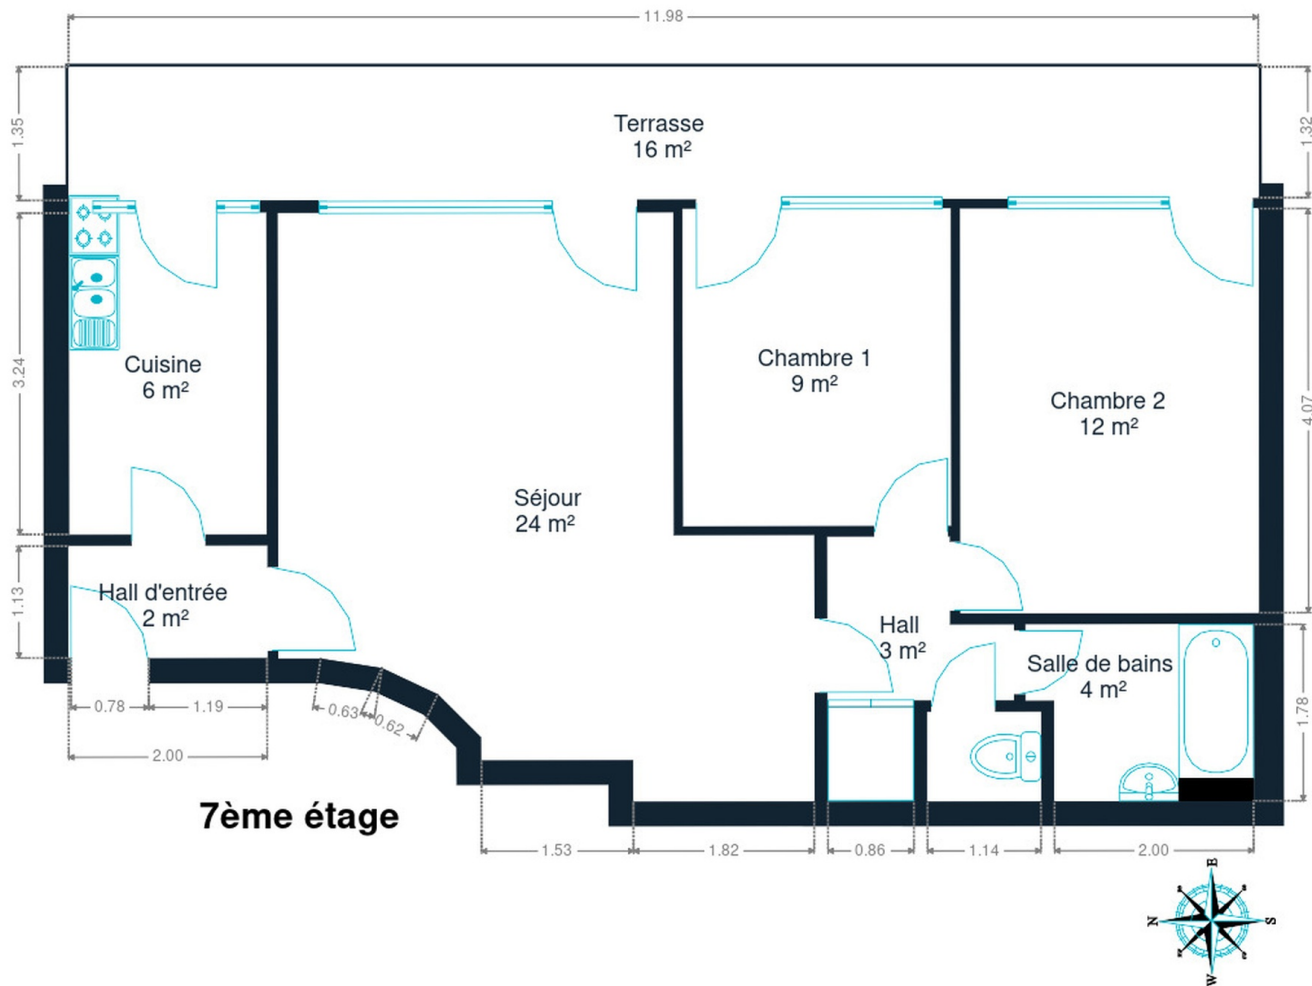 11.98
1.35
Terrasse
16 m²
1.32
3.24
Cuisine
6 m²
Chambre 1
9 m²
Chambre 2
12 m²
4.07
Séjour
24 m²
1.13
Hall d'entrée
2 m²
Hall
3 m²
Salle de bains
4 m²
1.78
0.78
1.19
0.63
0.62
2.00
7ème étage
1.53
1.82
0.86
1.14
2.00
E
N
S
W